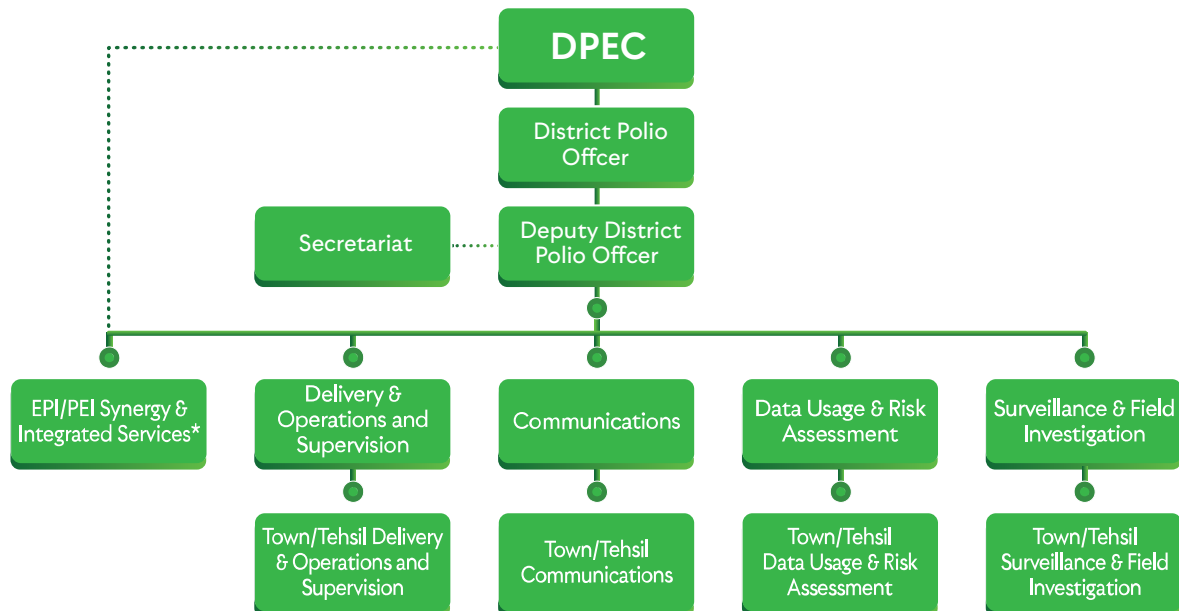 DPEC
District Polio
Offcer
Secretariat
Deputy District
Polio Offcer
EPI/PEI Synergy &
Integrated Services*
Delivery &
Operations and
Supervision
Communications
Data Usage & Risk
Assessment
Surveillance & Field
Investigation
Town/Tehsil Delivery
& Operations and
Supervision
Town/Tehsil
Communications
Town/Tehsil
Data Usage & Risk
Assessment
Town/Tehsil
Surveillance & Field
Investigation